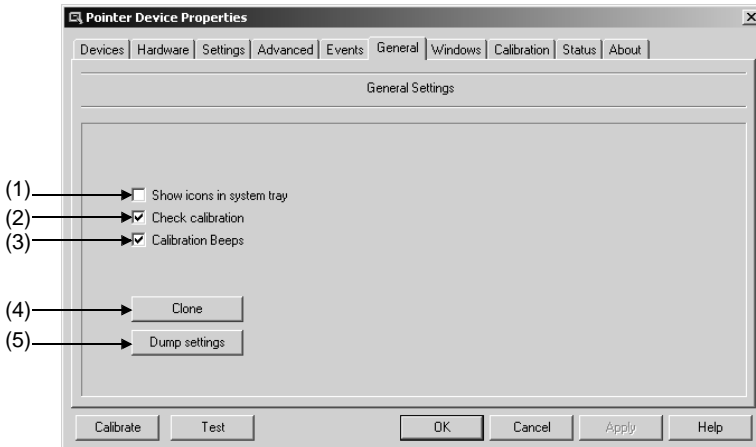 Pointer Device Properties
Devices Hardware Settings Advanced Events General Windows Calibration Status About
General Settings
(1) Show icons in system tray
(2) Check calibration
(3) Calibration Beeps
(4) Clone
(5) Dump settings
Calibrate Test OK Cancel Apply Help